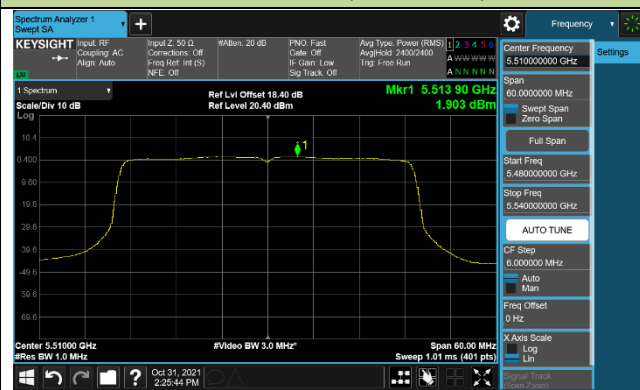 Spectrum Analyzer 1
Swept SA
Frequency
KEYSIGHT
Input: RF
Coupling: AC
Align: Auto
Input Z: 50 Ω
Corrections: Off
Freq Ref: Int (S)
NFE: Off
#Atten: 20 dB
PNO: Fast
Gate: Off
IF Gain: Low
Sig Track: Off
Avg Type: Power (RMS)
Avg|Hold: 2400/2400
Trig: Free Run
1 2 3 4 5 6
A W W W W W
A N N N N N
LXI
1 Spectrum
Scale/Div 10 dB
Log
Ref Lvl Offset 18.40 dB
Ref Level 20.40 dBm
Mkr1 5.513 90 GHz
1.903 dBm
1
10.4
0.400
-9.60
-19.6
-29.6
-39.6
-49.6
-59.6
-69.6
Center 5.51000 GHz
#Res BW 1.0 MHz
#Video BW 3.0 MHz*
Span 60.00 MHz
Sweep 1.01 ms (401 pts)
Oct 31, 2021
2:25:44 PM
Center Frequency
5.510000000 GHz
Settings
Span
60.0000000 MHz
Swept Span
Zero Span
Full Span
Start Freq
5.480000000 GHz
Stop Freq
5.540000000 GHz
AUTO TUNE
CF Step
6.000000 MHz
Auto
Man
Freq Offset
0 Hz
X Axis Scale
Log
Lin
Signal Track
(Span Zoom)